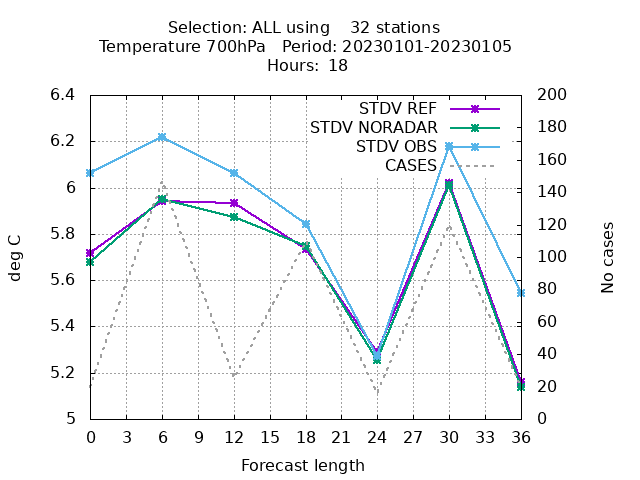 Selection: ALL using    32 stations
Temperature 700hPa   Period: 20230101-20230105
Hours: 18
STDV REF
STDV NORADAR
STDV OBS
CASES
6.4
6.2
6
5.8
5.6
5.4
5.2
5
deg C
200
180
160
140
120
100
80
60
40
20
0
No cases
0 3 6 9 12 15 18 21 24 27 30 33 36
Forecast length